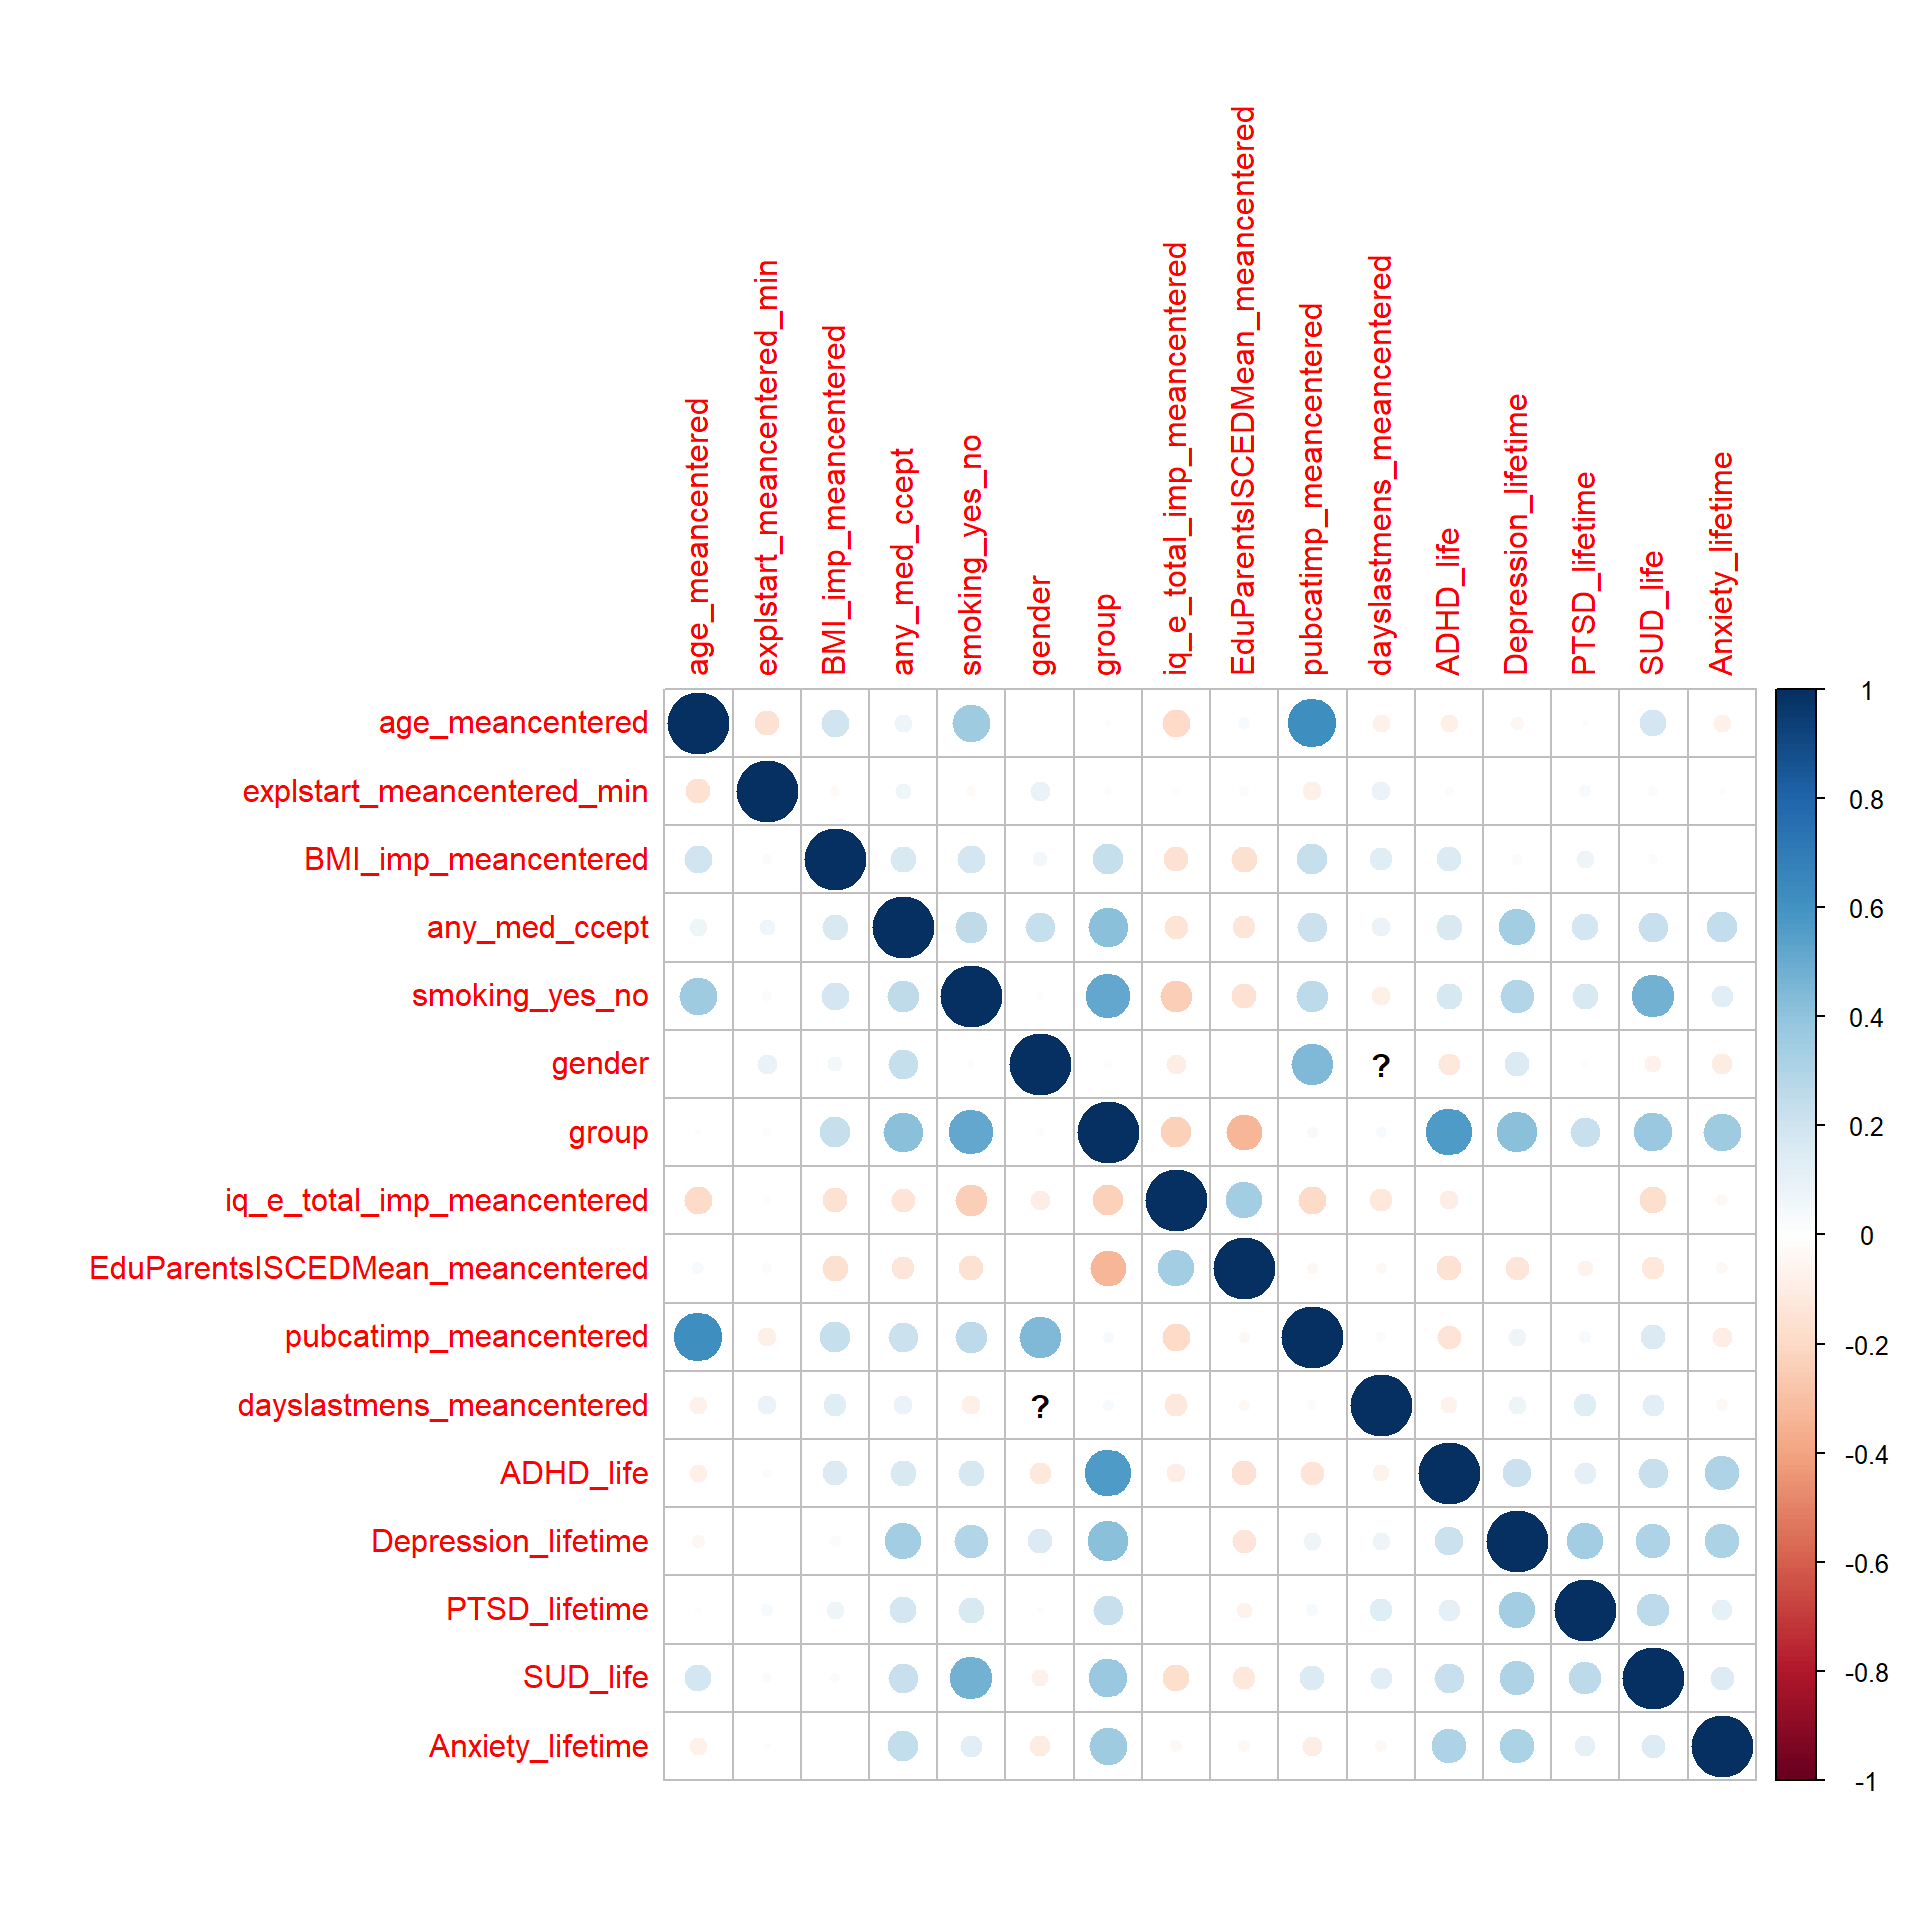 age_meancentered
explstart_meancentered_min
BMI_imp_meancentered
any_med_ccept
smoking_yes_no
gender
group
iq_e_total_imp_meancentered
EduParentsISCEDMean_meancentered
pubcatimp_meancentered
dayslastmens_meancentered
ADHD_life
Depression_lifetime
PTSD_lifetime
SUD_life
Anxiety_lifetime
age_meancentered
explstart_meancentered_min
BMI_imp_meancentered
any_med_ccept
smoking_yes_no
gender
?
group
iq_e_total_imp_meancentered
EduParentsISCEDMean_meancentered
pubcatimp_meancentered
dayslastmens_meancentered
?
ADHD_life
Depression_lifetime
PTSD_lifetime
SUD_life
Anxiety_lifetime
1
0.8
0.6
0.4
0.2
0
-0.2
-0.4
-0.6
-0.8
-1